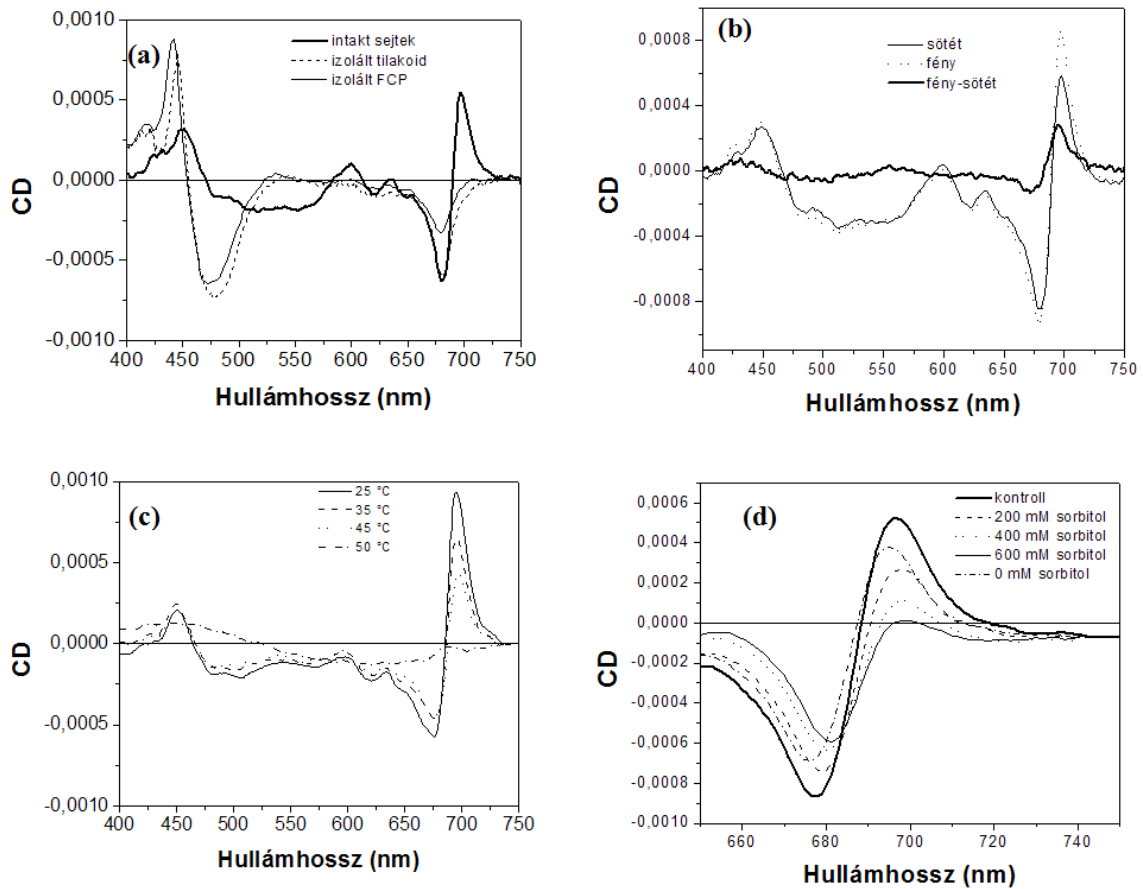 (a)
intakt sejtek
izolált tilakoid
izolált FCP
0,0010
0,0005
0,0000
-0,0005
-0,0010
CD
400 450 500 550 600 650 700 750
Hullámhossz (nm)
(b)
sötét
fény
fény-sötét
0,0008
0,0004
0,0000
-0,0004
-0,0008
CD
400 450 500 550 600 650 700 750
Hullámhossz (nm)
(c)
25 °C
35 °C
45 °C
50 °C
0,0010
0,0005
0,0000
-0,0005
-0,0010
CD
400 450 500 550 600 650 700 750
Hullámhossz (nm)
(d)
kontroll
200 mM sorbitol
400 mM sorbitol
600 mM sorbitol
0 mM sorbitol
0,0006
0,0004
0,0002
0,0000
-0,0002
-0,0004
-0,0006
-0,0008
-0,0010
CD
660 680 700 720 740
Hullámhossz (nm)